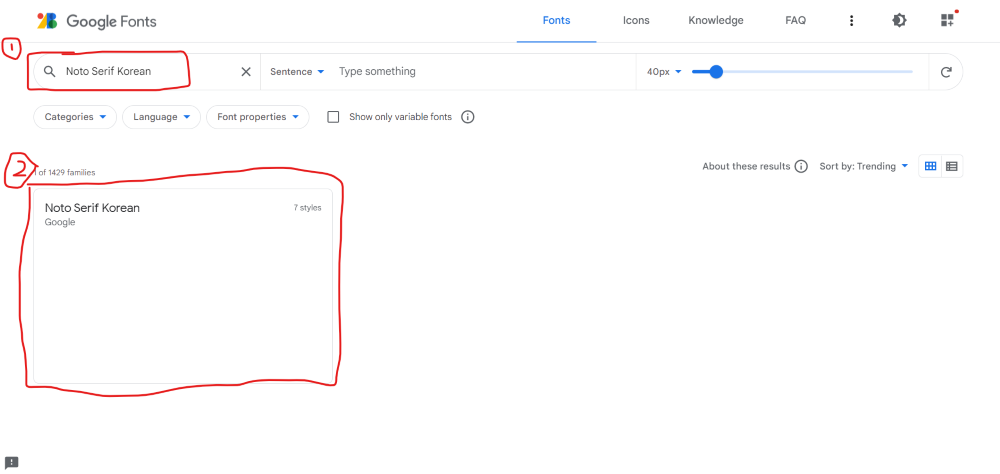 Google Fonts
Fonts
Icons
Knowledge
FAQ
1
Noto Serif Korean
Sentence
Type something
40px
Categories
Language
Font properties
Show only variable fonts
2
1 of 1429 families
About these results
Sort by: Trending
Noto Serif Korean
7 styles
Google